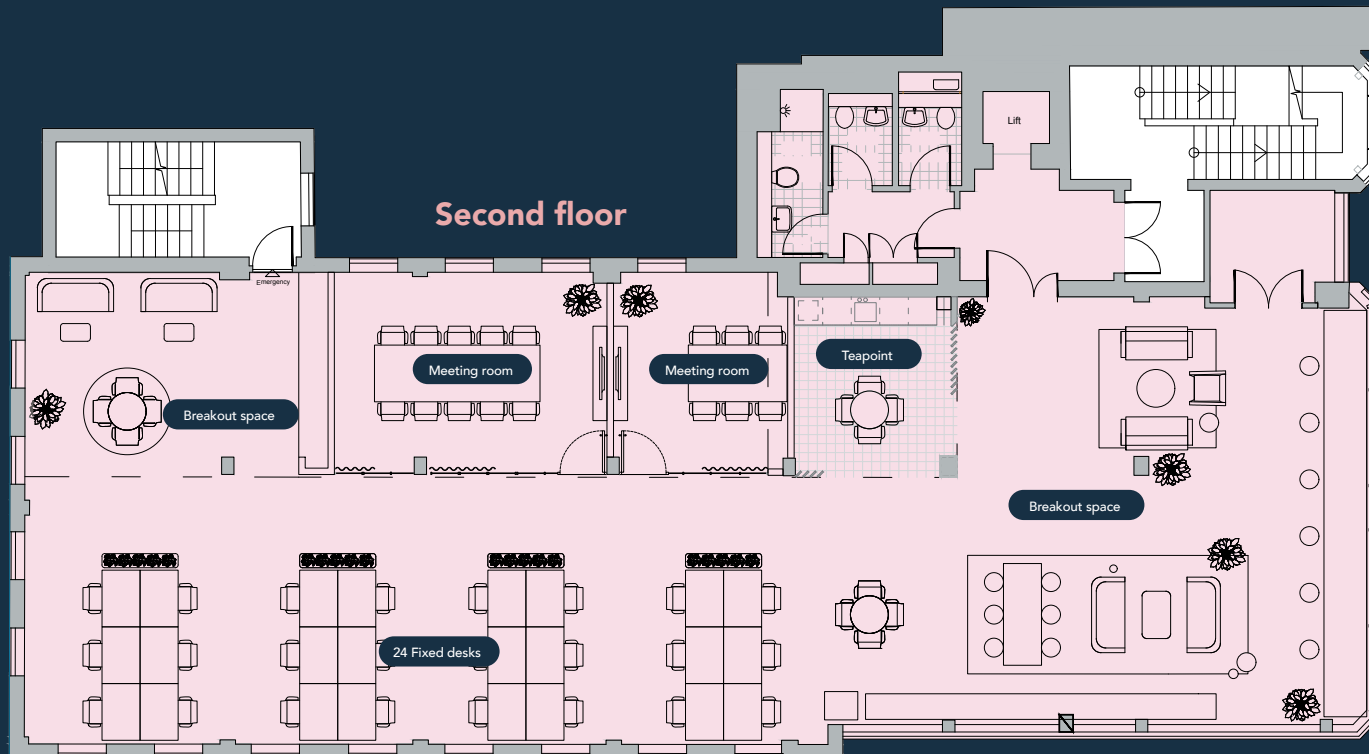 Lift
Second floor
Emergency
Teapoint
Meeting room
Meeting room
Breakout space
Breakout space
24 Fixed desks